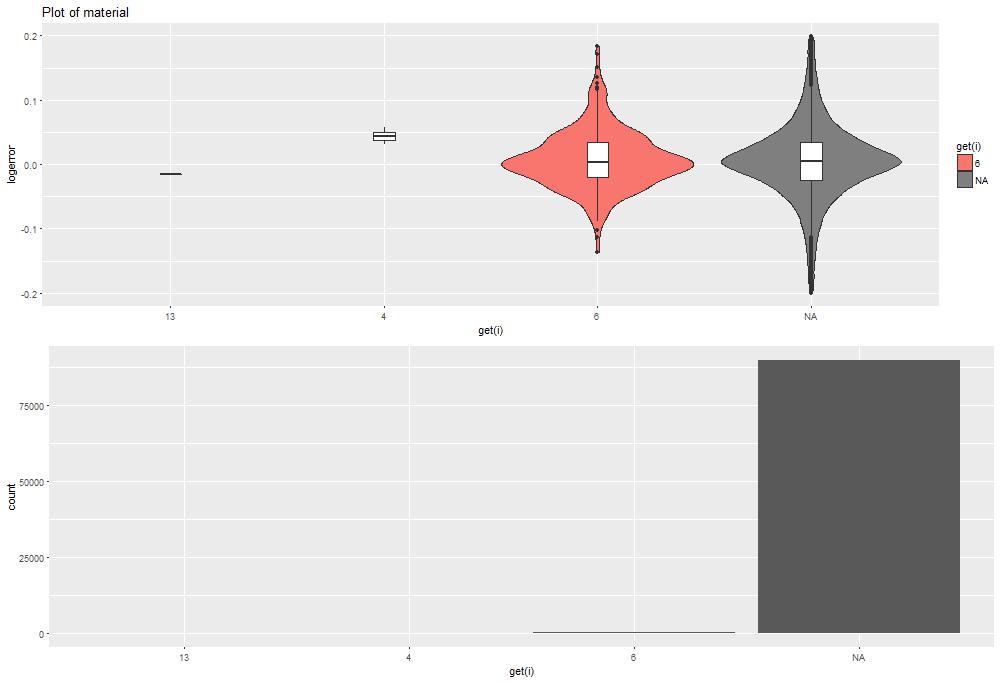 Plot of material
logerror
0.2
0.1
0.0
-0.1
-0.2
13 4 6 NA
get(i)
get(i)
6
NA
count
75000
50000
25000
0
13 4 6 NA
get(i)